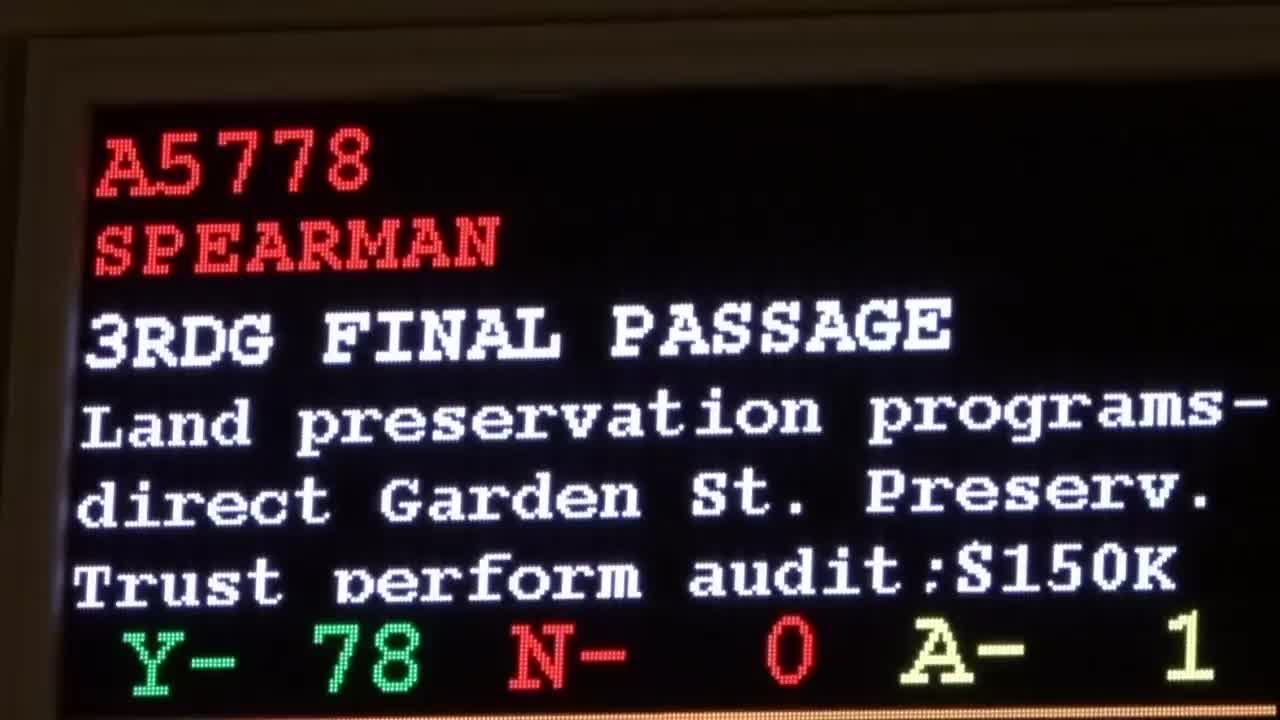 A5778
SPEARMAN
3RDG FINAL PASSAGE
Land preservation programs-
direct Garden St. Preserv.
Trust perform audit;$150K
Y- 78 N- 0 A- 1